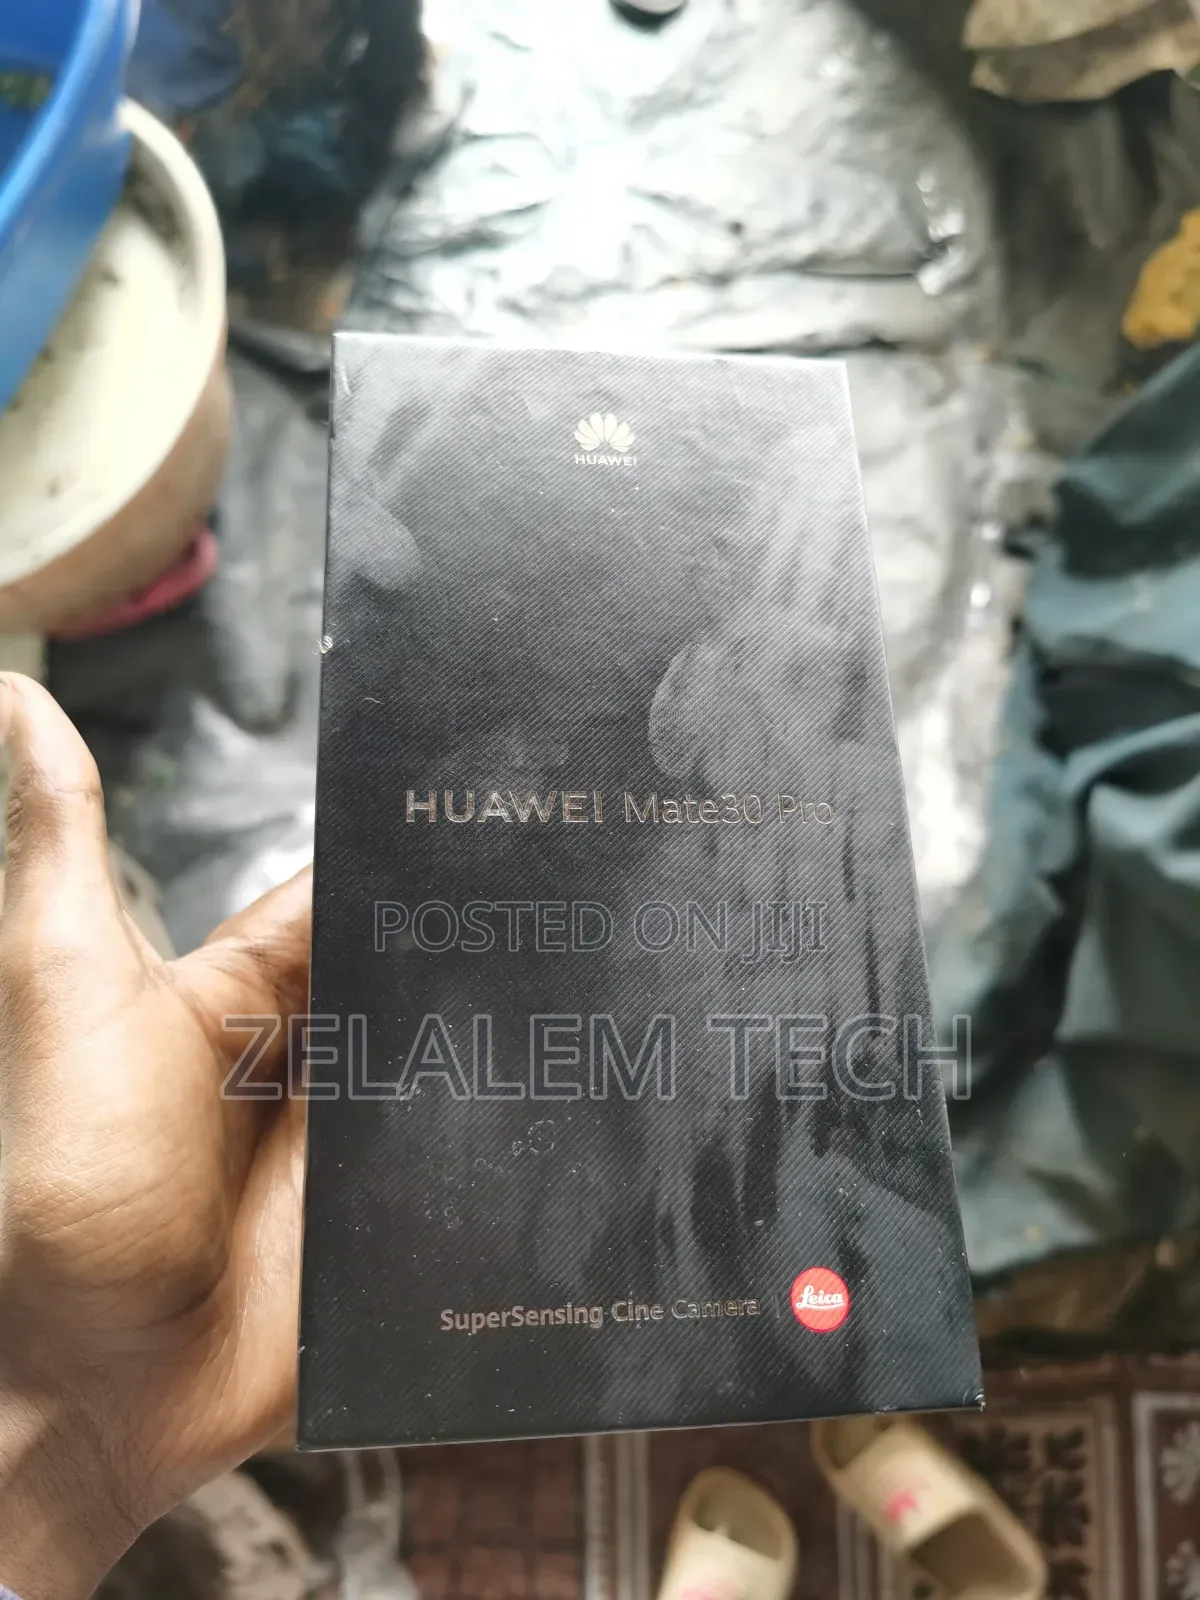 HUAWEI
HUAWEI Mate30 Pro
POSTED ON JIJI
ZELALEM TECH
SuperSensing Cine Camera | Leica